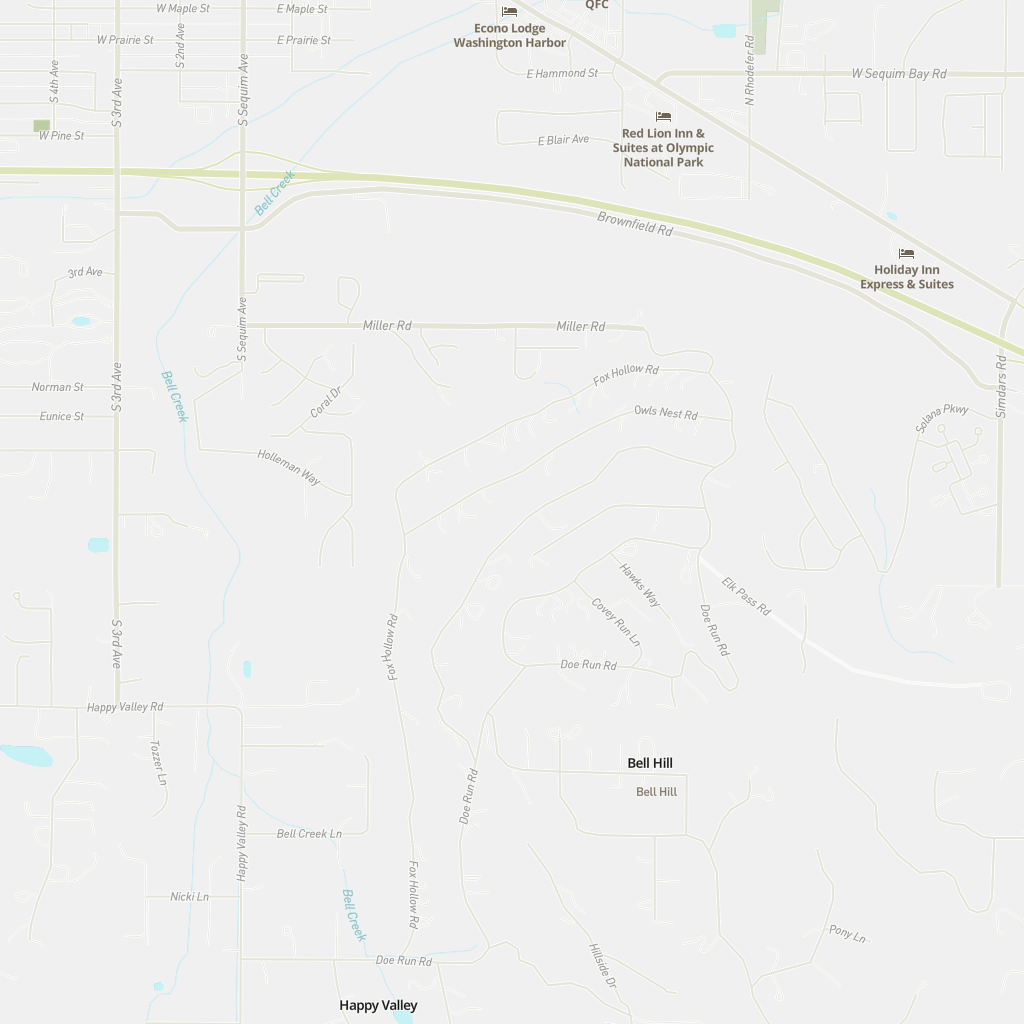 W Maple St
E Maple St
QFC
Econo Lodge
Washington Harbor
W Prairie St
S 2nd Ave
E Prairie St
S 4th Ave
S 3rd Ave
S Sequim Ave
E Hammond St
N Rhodefer Rd
W Sequim Bay Rd
W Pine St
E Blair Ave
Red Lion Inn &
Suites at Olympic
National Park
Bell Creek
Brownfield Rd
3rd Ave
Holiday Inn
Express & Suites
S Sequim Ave
Miller Rd
Miller Rd
Fox Hollow Rd
Norman St
S 3rd Ave
Bell Creek
Coral Dr
Simdars Rd
Eunice St
Owls Nest Rd
Solana Pkwy
Holleman Way
Hawks Way
Elk Pass Rd
Covey Run Ln
Doe Run Rd
S 3rd Ave
Fox Hollow Rd
Doe Run Rd
Happy Valley Rd
Tozzer Ln
Bell Hill
Doe Run Rd
Bell Hill
Happy Valley Rd
Bell Creek Ln
Nicki Ln
Bell Creek
Fox Hollow Rd
Pony Ln
Doe Run Rd
Hillside Dr
Happy Valley